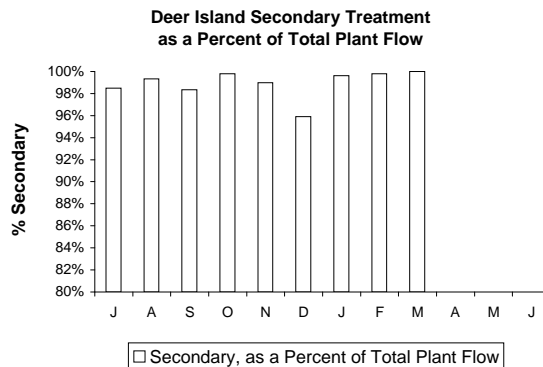 Deer Island Secondary Treatment
as a Percent of Total Plant Flow
% Secondary
100%
98%
96%
94%
92%
90%
88%
86%
84%
82%
80%
J A S O N D J F M A M J
Secondary, as a Percent of Total Plant Flow